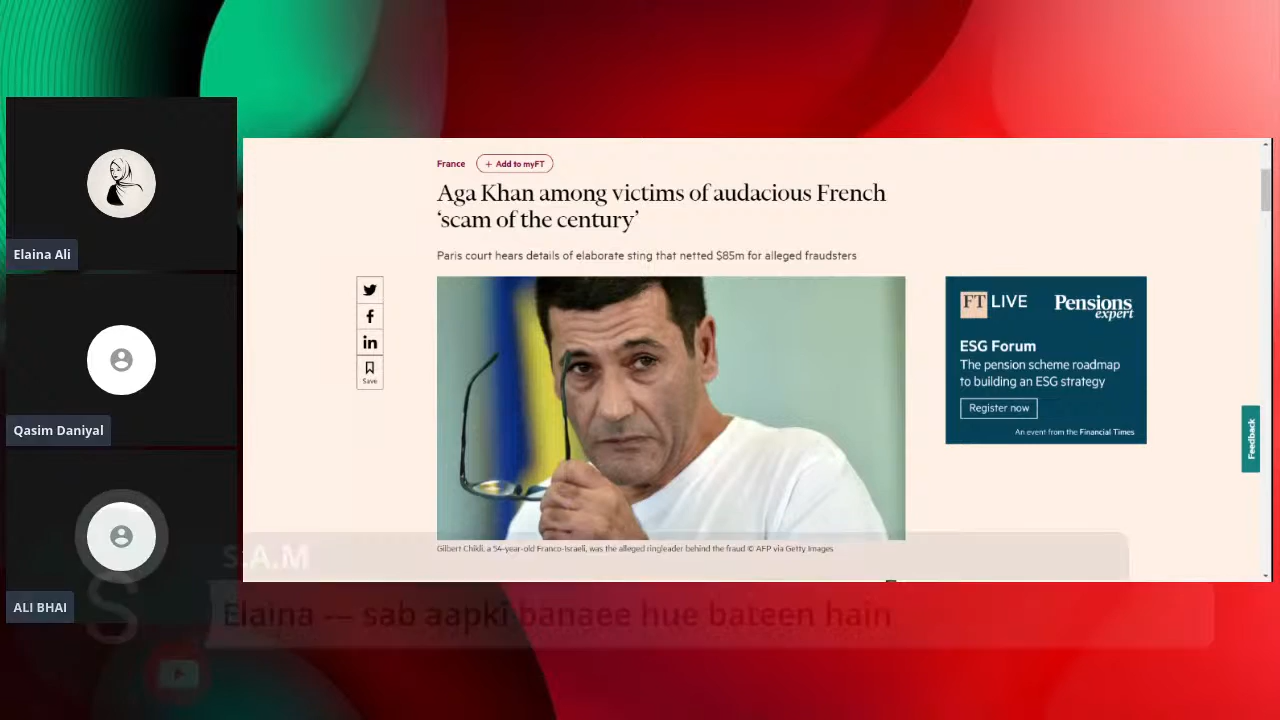 Elaina Ali
Qasim Daniyal
ALI BHAI
France
+ Add to myFT
Aga Khan among victims of audacious French
‘scam of the century’
Paris court hears details of elaborate sting that netted $85m for alleged fraudsters
Save
Gilbert Chikli, a 54-year-old Franco-Israeli, was the alleged ringleader behind the fraud © AFP via Getty Images
FT LIVE
Pensions
expert
ESG Forum
The pension scheme roadmap
to building an ESG strategy
Register now
An event from the Financial Times
Feedback
S
S.A.M
Elaina –– sab aapki banaee hue bateen hain